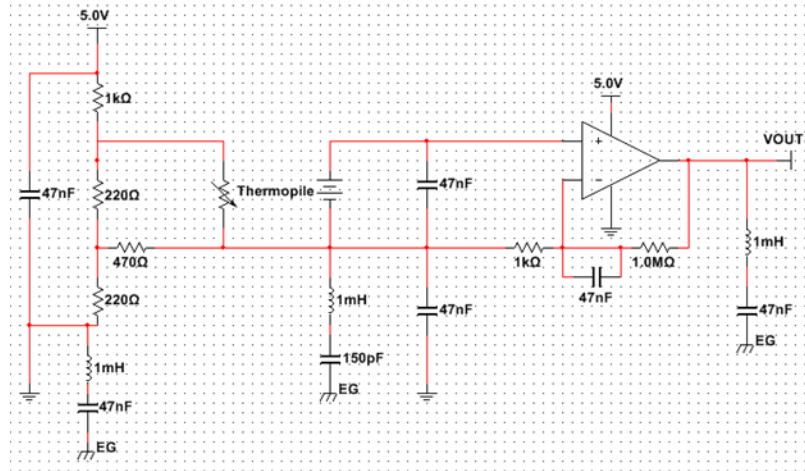 5.0V
1kΩ
47nF
220Ω
Thermopile
470Ω
220Ω
1mH
47nF
EG
47nF
1mH
150pF
EG
47nF
5.0V
+
−
1kΩ
1.0MΩ
47nF
VOUT
1mH
47nF
EG